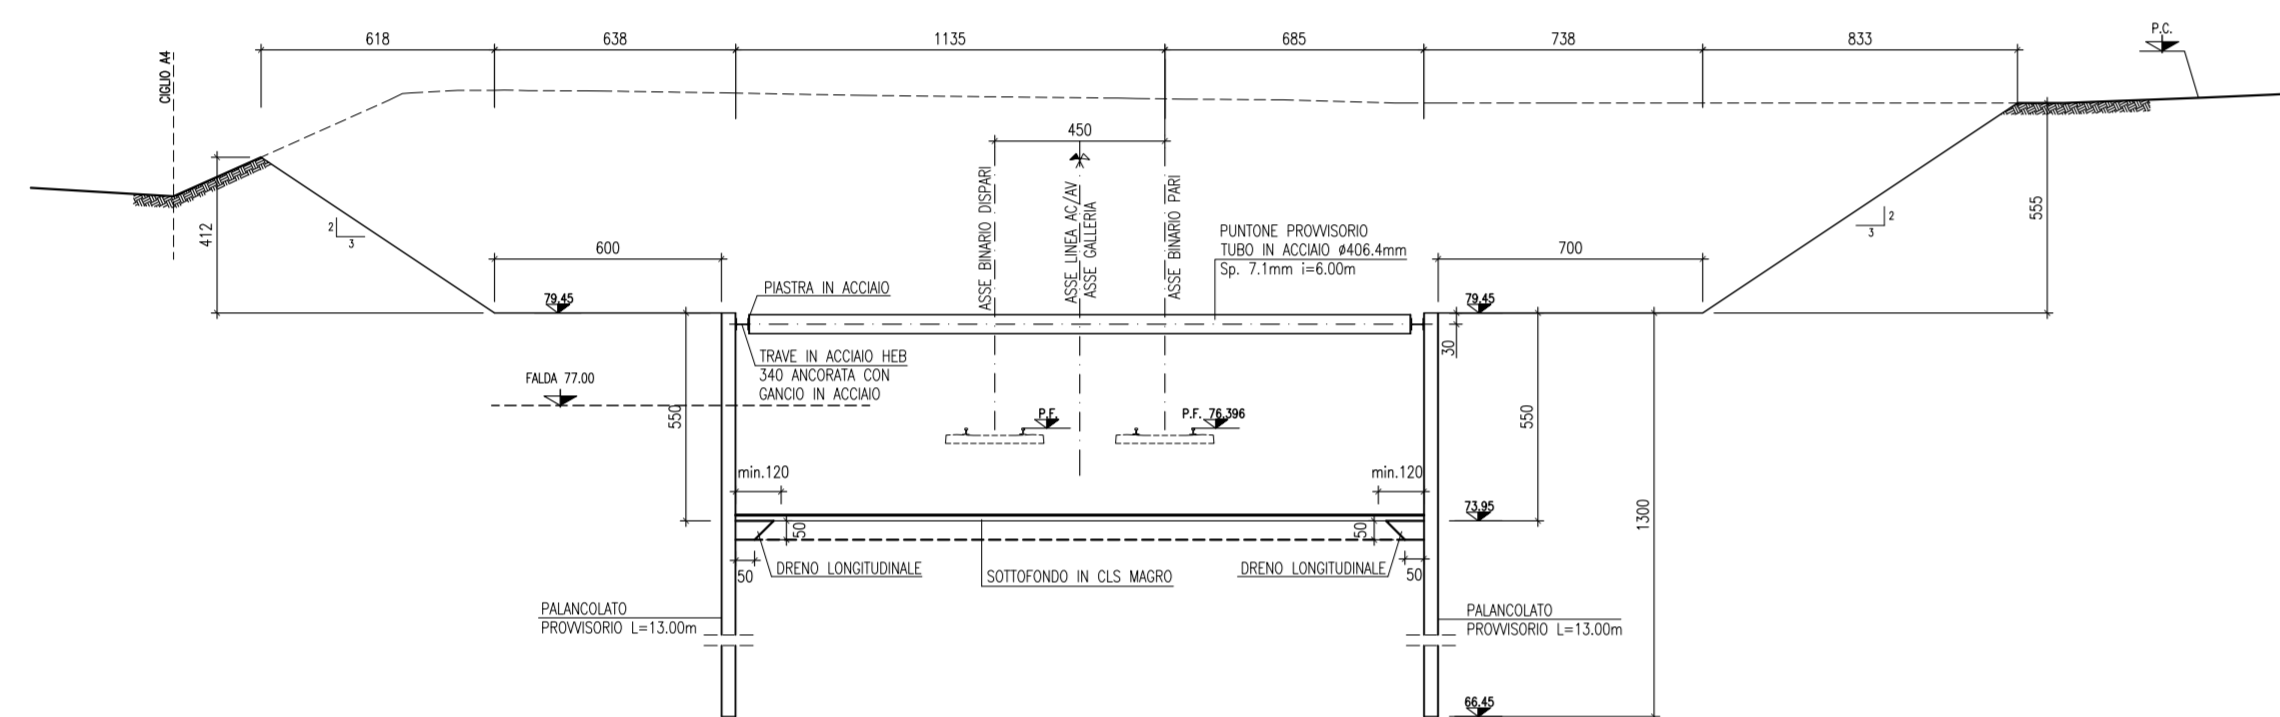 618
638
1135
685
738
833
P.C.
CIGLIO A4
450
412
2
3
600
ASSE BINARIO DISPARI
ASSE LINEA AC/AV
ASSE GALLERIA
ASSE BINARIO PARI
PUNTONE PROVVISORIO
TUBO IN ACCIAIO ø406.4mm
Sp. 7.1mm i=6.00m
700
2
3
555
79.45
PIASTRA IN ACCIAIO
79.45
30
TRAVE IN ACCIAIO HEB
340 ANCORATA CON
GANCIO IN ACCIAIO
FALDA 77.00
550
P.F.
P.F. 76,396
550
min.120
min.120
73.95
1300
50
50
50
DRENO LONGITUDINALE
SOTTOFONDO IN CLS MAGRO
DRENO LONGITUDINALE
50
PALANCOLATO
PROVVISORIO L=13.00m
PALANCOLATO
PROVVISORIO L=13.00m
66.45